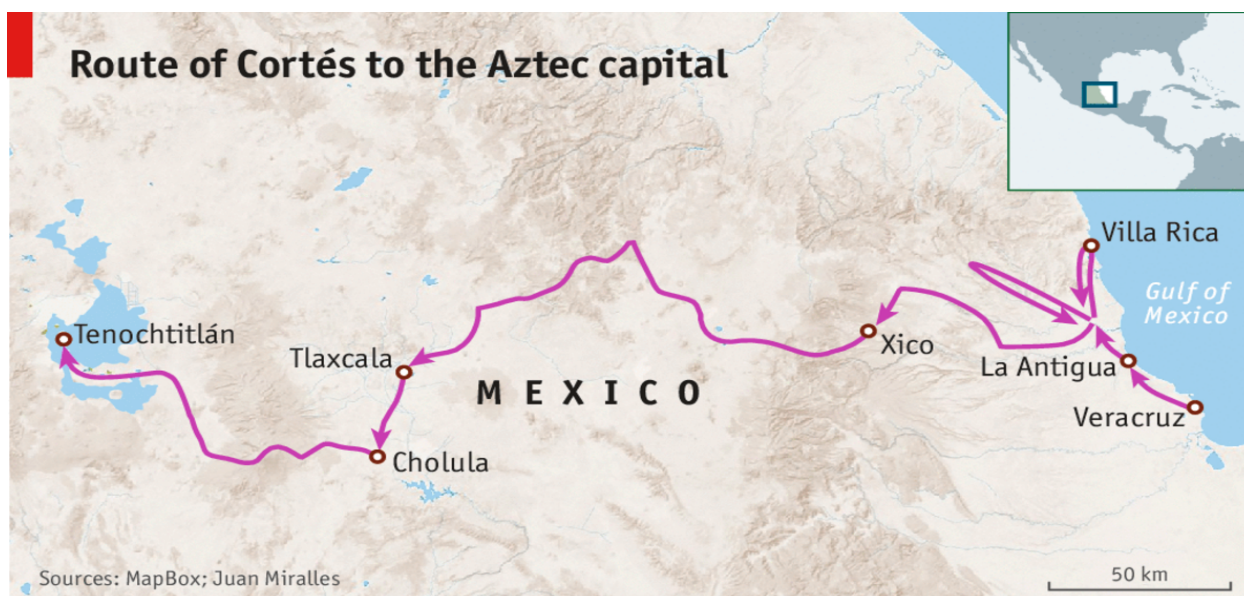 Route of Cortés to the Aztec capital
Villa Rica
Gulf of
Mexico
Tenochtitlán
Xico
Tlaxcala
La Antigua
MEXICO
Veracruz
Cholula
Sources: MapBox; Juan Miralles
50 km